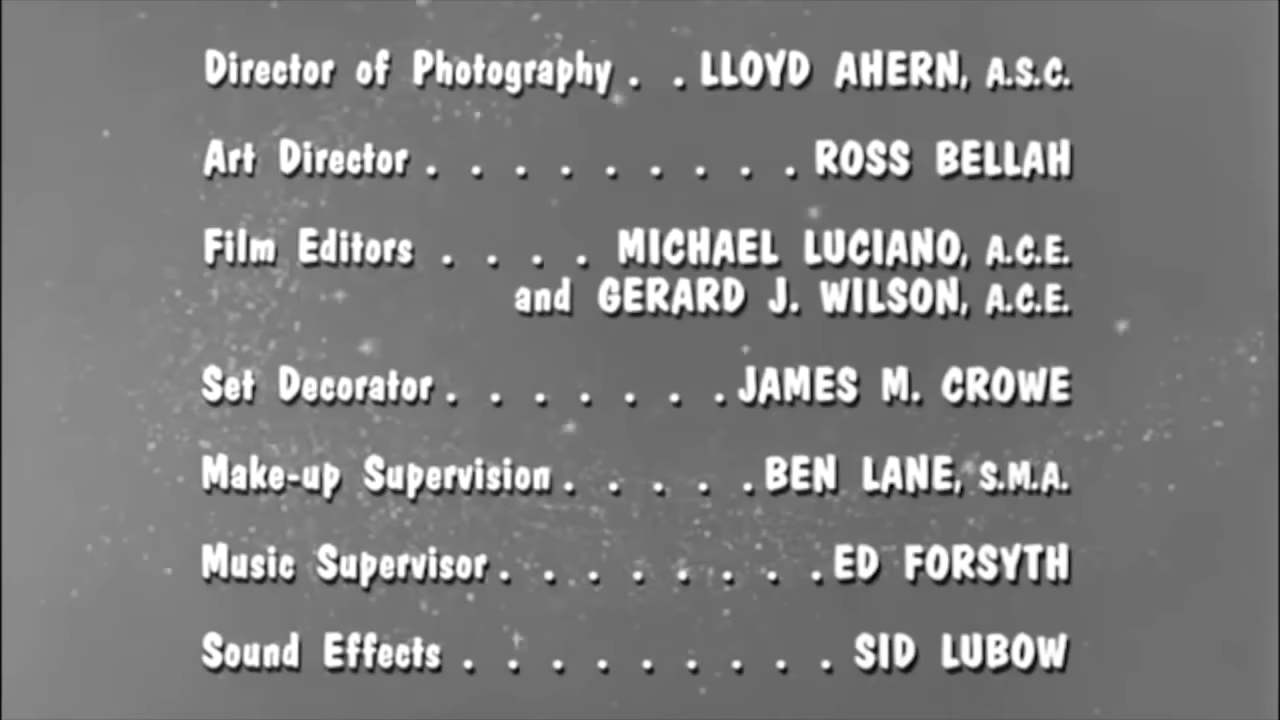 Director of Photography . . LLOYD AHERN, A.S.C.
Art Director . . . . . . . . . ROSS BELLAH
Film Editors . . . . MICHAEL LUCIANO, A.C.E.
and GERARD J. WILSON, A.C.E.
Set Decorator . . . . . . . JAMES M. CROWE
Make-up Supervision . . . . . BEN LANE, S.M.A.
Music Supervisor . . . . . . . . ED FORSYTH
Sound Effects . . . . . . . . . SID LUBOW